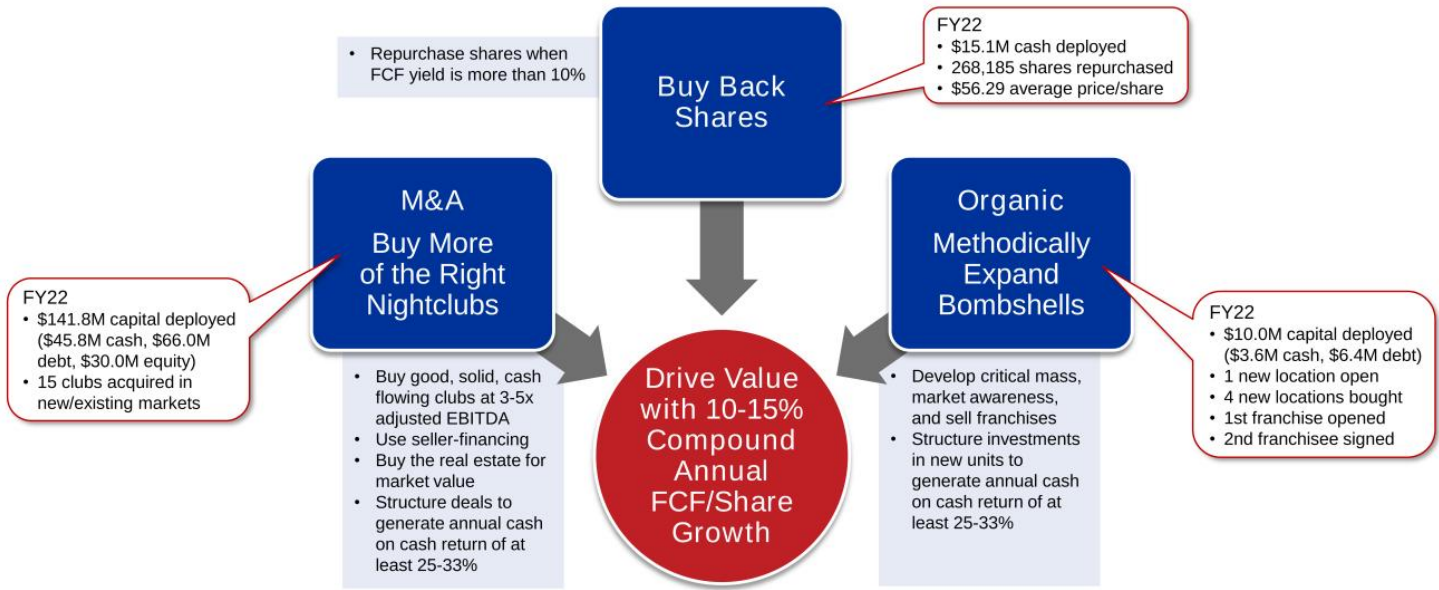 • Repurchase shares when
FCF yield is more than 10%
Buy Back
Shares
FY22
• $15.1M cash deployed
• 268,185 shares repurchased
• $56.29 average price/share
M&A
Buy More
of the Right
Nightclubs
FY22
• $141.8M capital deployed
($45.8M cash, $66.0M
debt, $30.0M equity)
• 15 clubs acquired in
new/existing markets
• Buy good, solid, cash
flowing clubs at 3-5x
adjusted EBITDA
• Use seller-financing
• Buy the real estate for
market value
• Structure deals to
generate annual cash
on cash return of at
least 25-33%
Drive Value
with 10-15%
Compound
Annual
FCF/Share
Growth
Organic
Methodically
Expand
Bombshells
• Develop critical mass,
market awareness,
and sell franchises
• Structure investments
in new units to
generate annual cash
on cash return of at
least 25-33%
FY22
• $10.0M capital deployed
($3.6M cash, $6.4M debt)
• 1 new location open
• 4 new locations bought
• 1st franchise opened
• 2nd franchisee signed